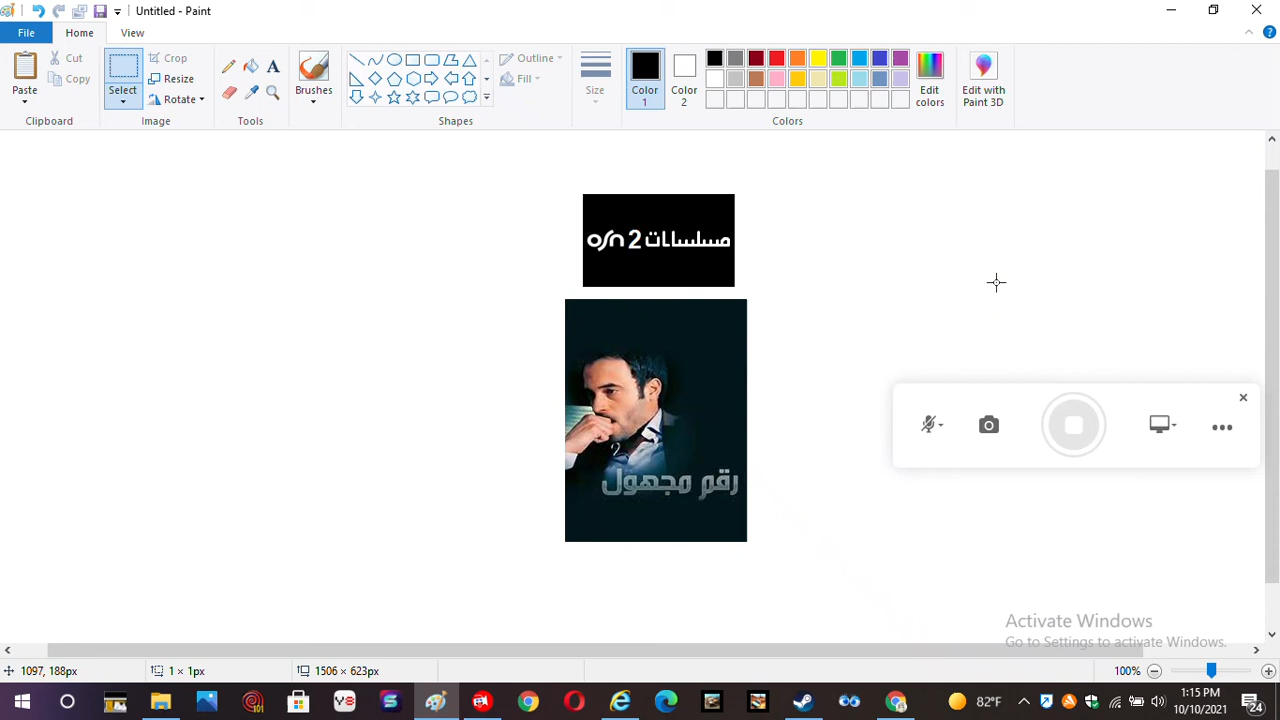 Untitled - Paint
File
Home
View
Paste
Cut
Copy
Clipboard
Select
Crop
Resize
Rotate
Image
A
Tools
Brushes
Shapes
Outline
Fill
Size
Color 1
Color 2
Colors
Edit colors
Edit with Paint 3D
مسلسلات 2 osn
رقم مجهول
Activate Windows
Go to Settings to activate Windows.
1097, 188px
1 × 1px
1506 × 623px
100%
82°F
1:15 PM
10/10/2021
24